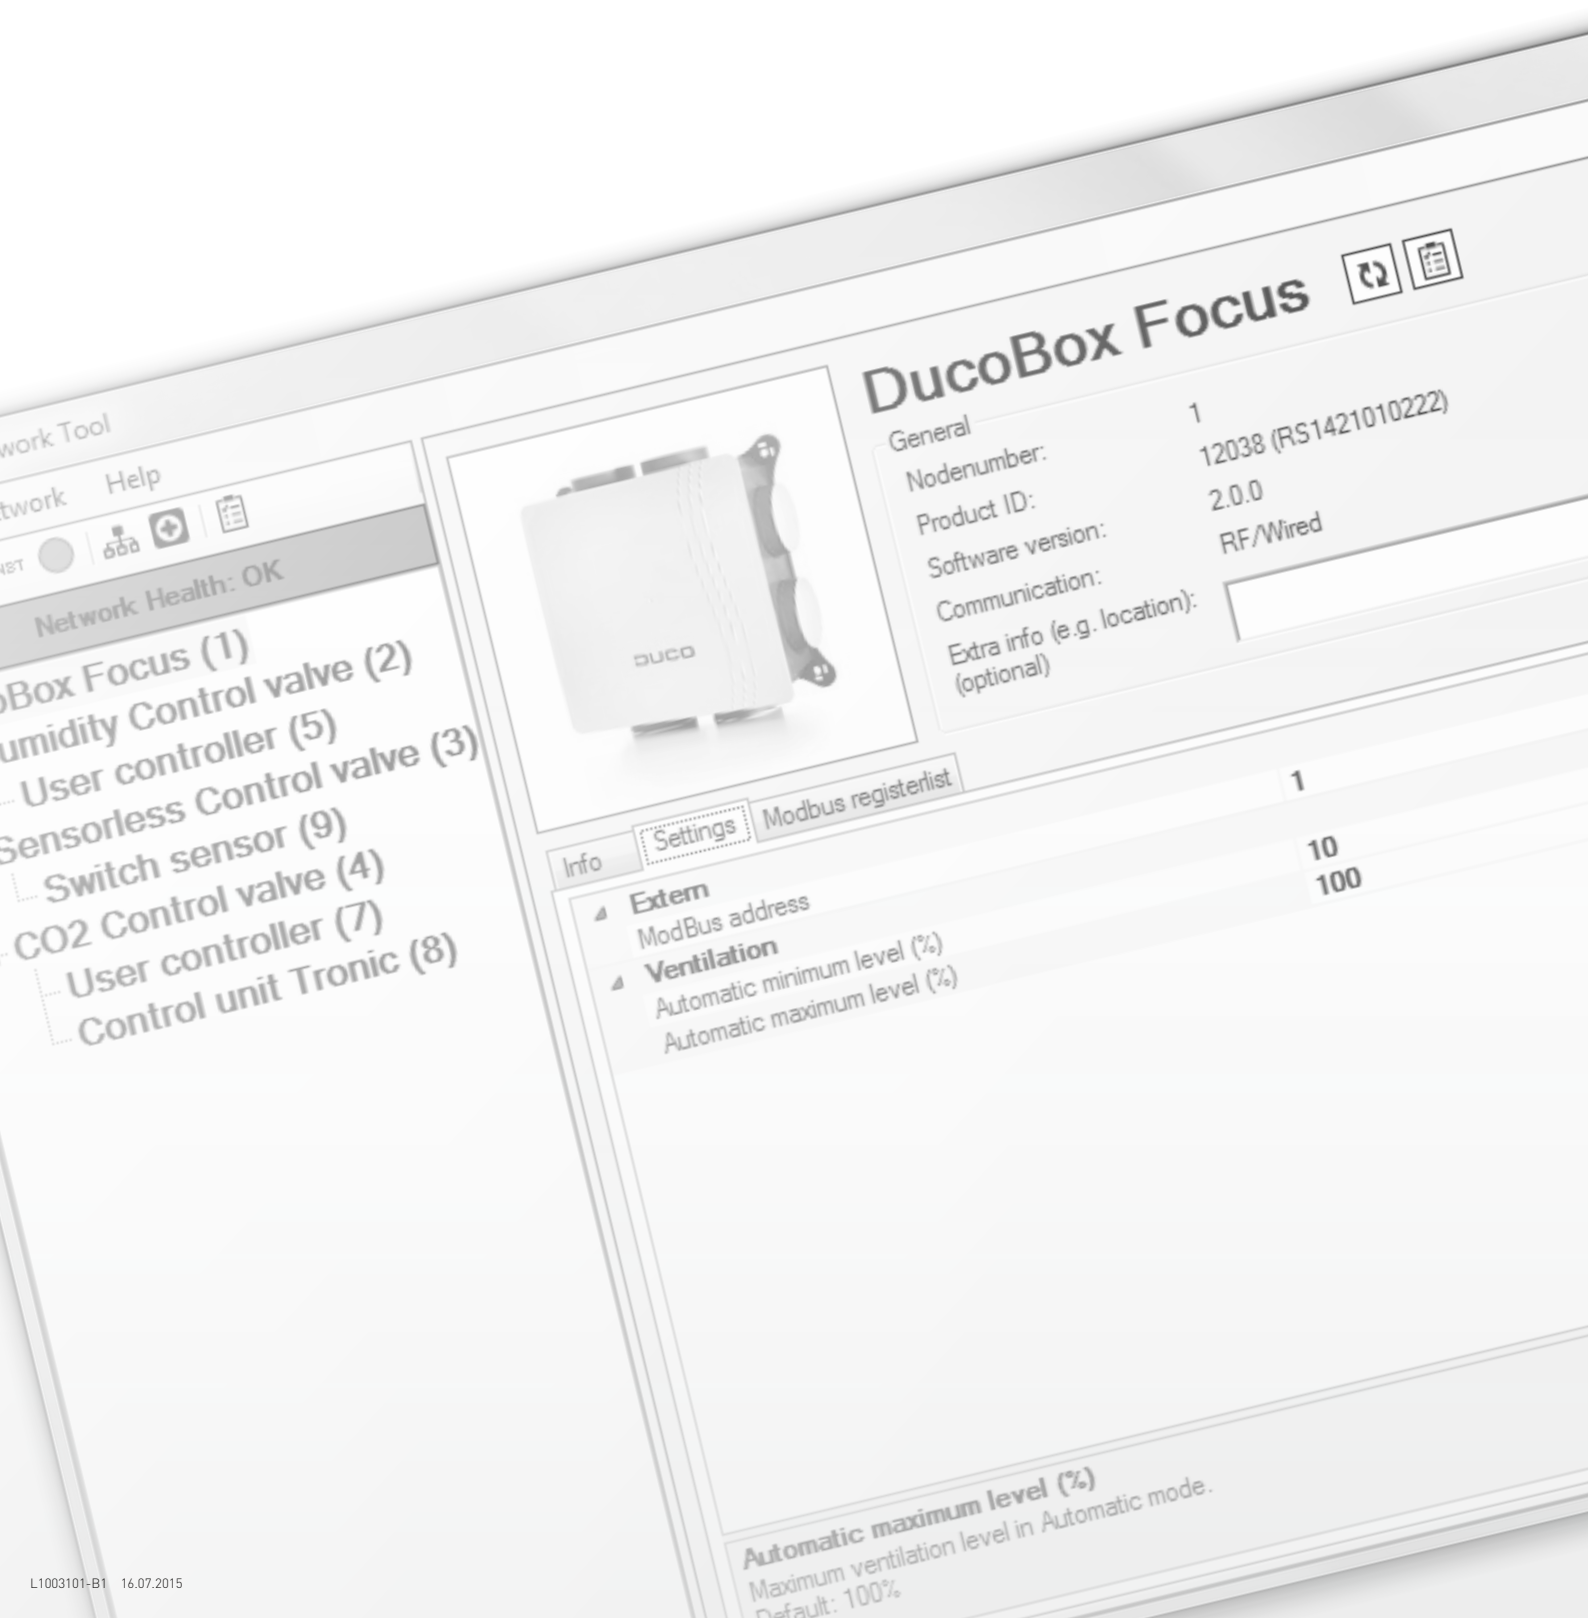 work Tool
twork Help
Network Health: OK
oBox Focus (1)
umidity Control valve (2)
User controller (5)
Sensorless Control valve (3)
Switch sensor (9)
CO2 Control valve (4)
User controller (7)
Control unit Tronic (8)
DUCO
DucoBox Focus
General
Nodenumber: 1
Product ID: 12038 (RS1421010222)
Software version: 2.0.0
Communication: RF/Wired
Extra info (e.g. location):
(optional)
Info Settings Modbus registerlist
Extern
ModBus address 1
Ventilation
Automatic minimum level (%) 10
Automatic maximum level (%) 100
Automatic maximum level (%)
Maximum ventilation level in Automatic mode.
Default: 100%
L1003101-B1 16.07.2015